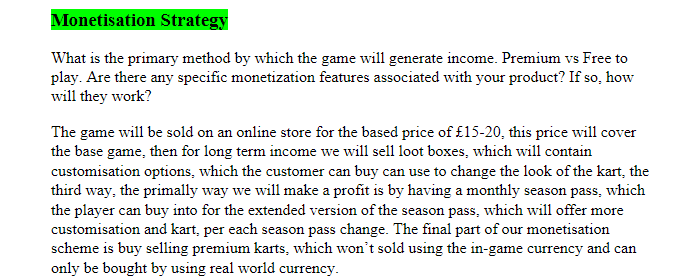 Monetisation Strategy
What is the primary method by which the game will generate income. Premium vs Free to
play. Are there any specific monetization features associated with your product? If so, how
will they work?
The game will be sold on an online store for the based price of £15-20, this price will cover
the base game, then for long term income we will sell loot boxes, which will contain
customisation options, which the customer can buy can use to change the look of the kart, the
third way, the primally way we will make a profit is by having a monthly season pass, which
the player can buy into for the extended version of the season pass, which will offer more
customisation and kart, per each season pass change. The final part of our monetisation
scheme is buy selling premium karts, which won’t sold using the in-game currency and can
only be bought by using real world currency.